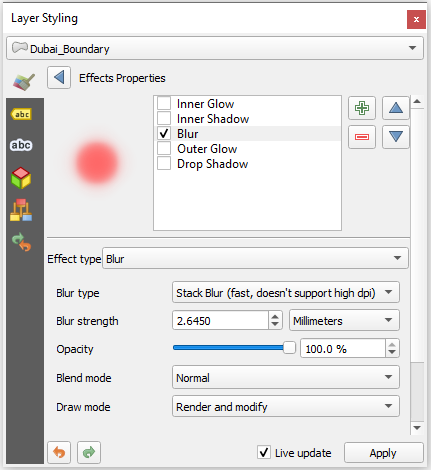 Layer Styling
x
Dubai_Boundary
Effects Properties
abc
abc
Inner Glow
Inner Shadow
Blur
Outer Glow
Drop Shadow
Effect type Blur
Blur type Stack Blur (fast, doesn't support high dpi)
Blur strength 2.6450 Millimeters
Opacity 100.0 %
Blend mode Normal
Draw mode Render and modify
Live update Apply